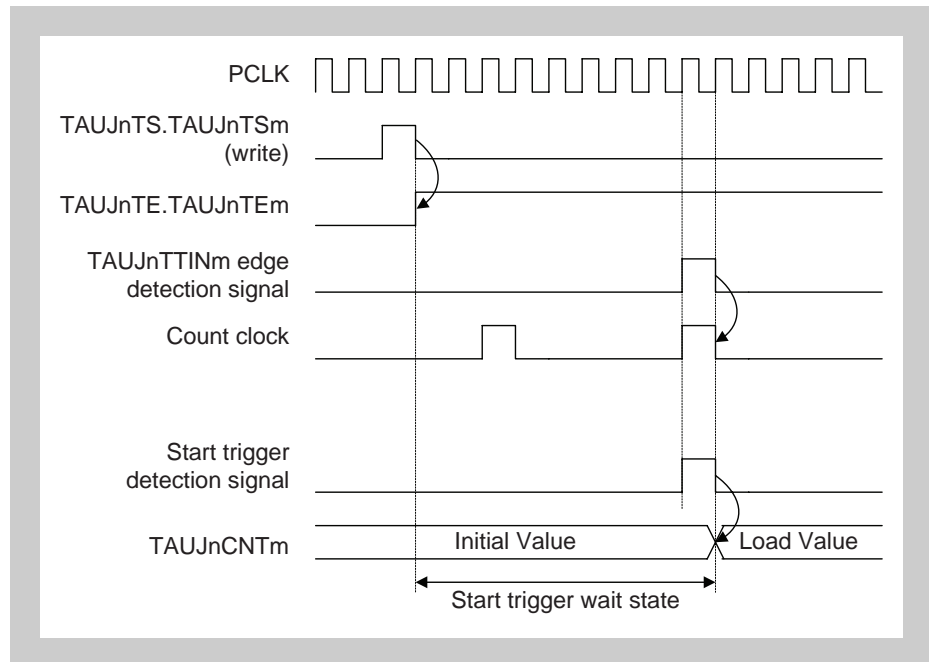 PCLK
TAUJnTS.TAUJnTSm
(write)
TAUJnTE.TAUJnTEm
TAUJnTTINm edge
detection signal
Count clock
Start trigger
detection signal
TAUJnCNTm
Initial Value
Load Value
Start trigger wait state